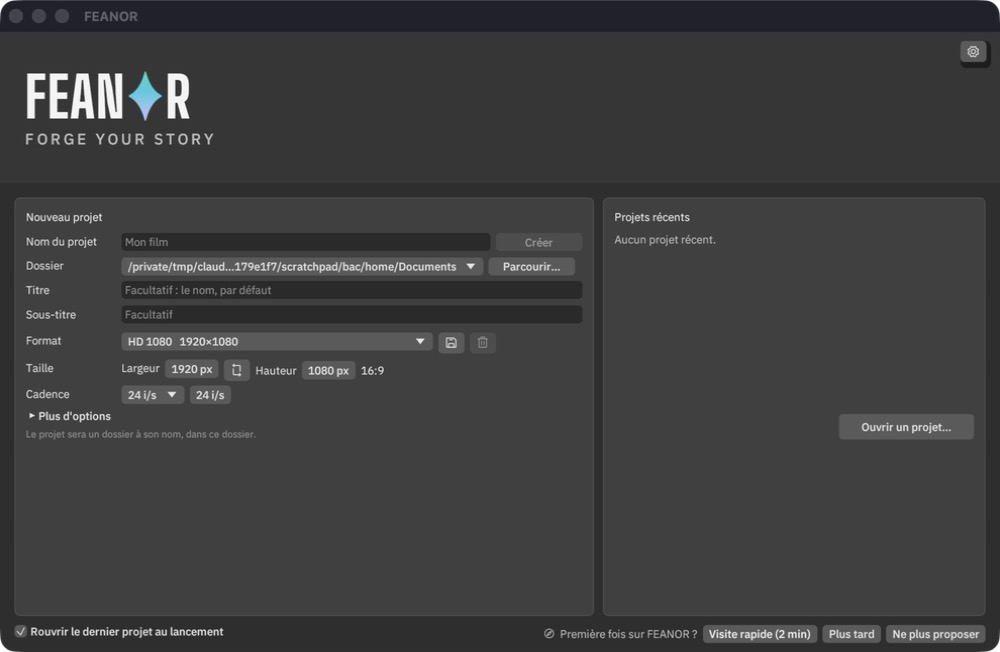 FEANOR
FEANOR
FORGE YOUR STORY
Nouveau projet
Nom du projet
Mon film
Créer
Dossier
/private/tmp/claud...179e1f7/scratchpad/bac/home/Documents
Parcourir...
Titre
Facultatif : le nom, par défaut
Sous-titre
Facultatif
Format
HD 1080 1920×1080
Taille
Largeur
1920 px
Hauteur
1080 px
16:9
Cadence
24 i/s
24 i/s
Plus d'options
Le projet sera un dossier à son nom, dans ce dossier.
Projets récents
Aucun projet récent.
Ouvrir un projet...
Rouvrir le dernier projet au lancement
Première fois sur FEANOR ?
Visite rapide (2 min)
Plus tard
Ne plus proposer